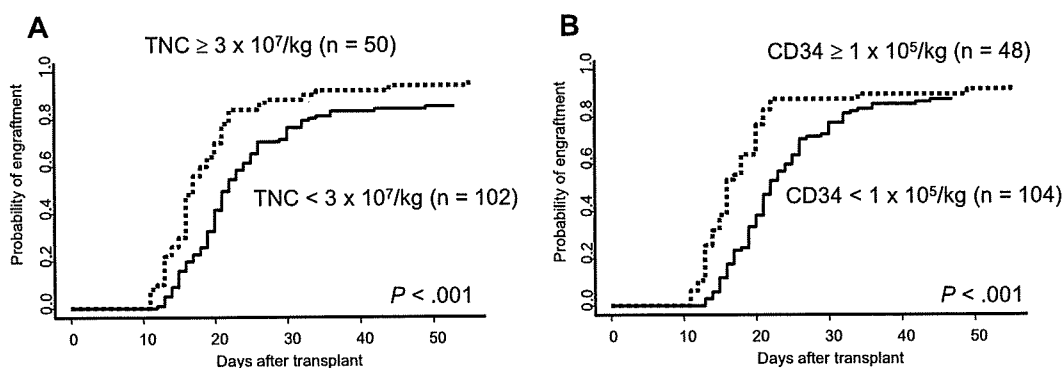 A
TNC ≥ 3 x 10⁷/kg (n = 50)
Probability of engraftment
1.0
0.8
0.6
0.4
0.2
0.0
TNC < 3 x 10⁷/kg (n = 102)
P < .001
0 10 20 30 40 50
Days after transplant
B
CD34 ≥ 1 x 10⁵/kg (n = 48)
Probability of engraftment
1.0
0.8
0.6
0.4
0.2
0.0
CD34 < 1 x 10⁵/kg (n = 104)
P < .001
0 10 20 30 40 50
Days after transplant